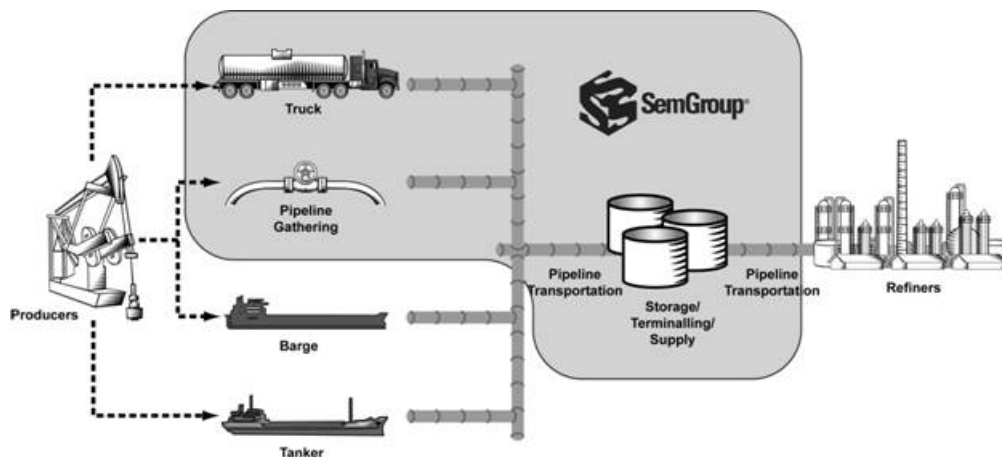 SemGroup®
Truck
Pipeline
Gathering
Producers
Pipeline
Transportation
Storage/
Terminalling/
Supply
Pipeline
Transportation
Refiners
Barge
Tanker